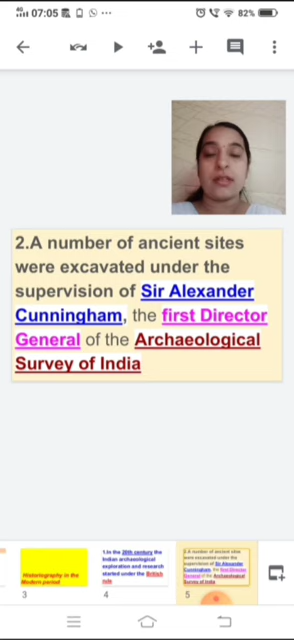 4G 07:05
82%
2.A number of ancient sites
were excavated under the
supervision of Sir Alexander
Cunningham, the first Director
General of the Archaeological
Survey of India
Historiography in the
Modern period
3
1.In the 20th century the
Indian archaeological
exploration and research
started under the British
rule
4
2.A number of ancient sites
were excavated under the
supervision of Sir Alexander
Cunningham, the first Director
General of the Archaeological
Survey of India
5